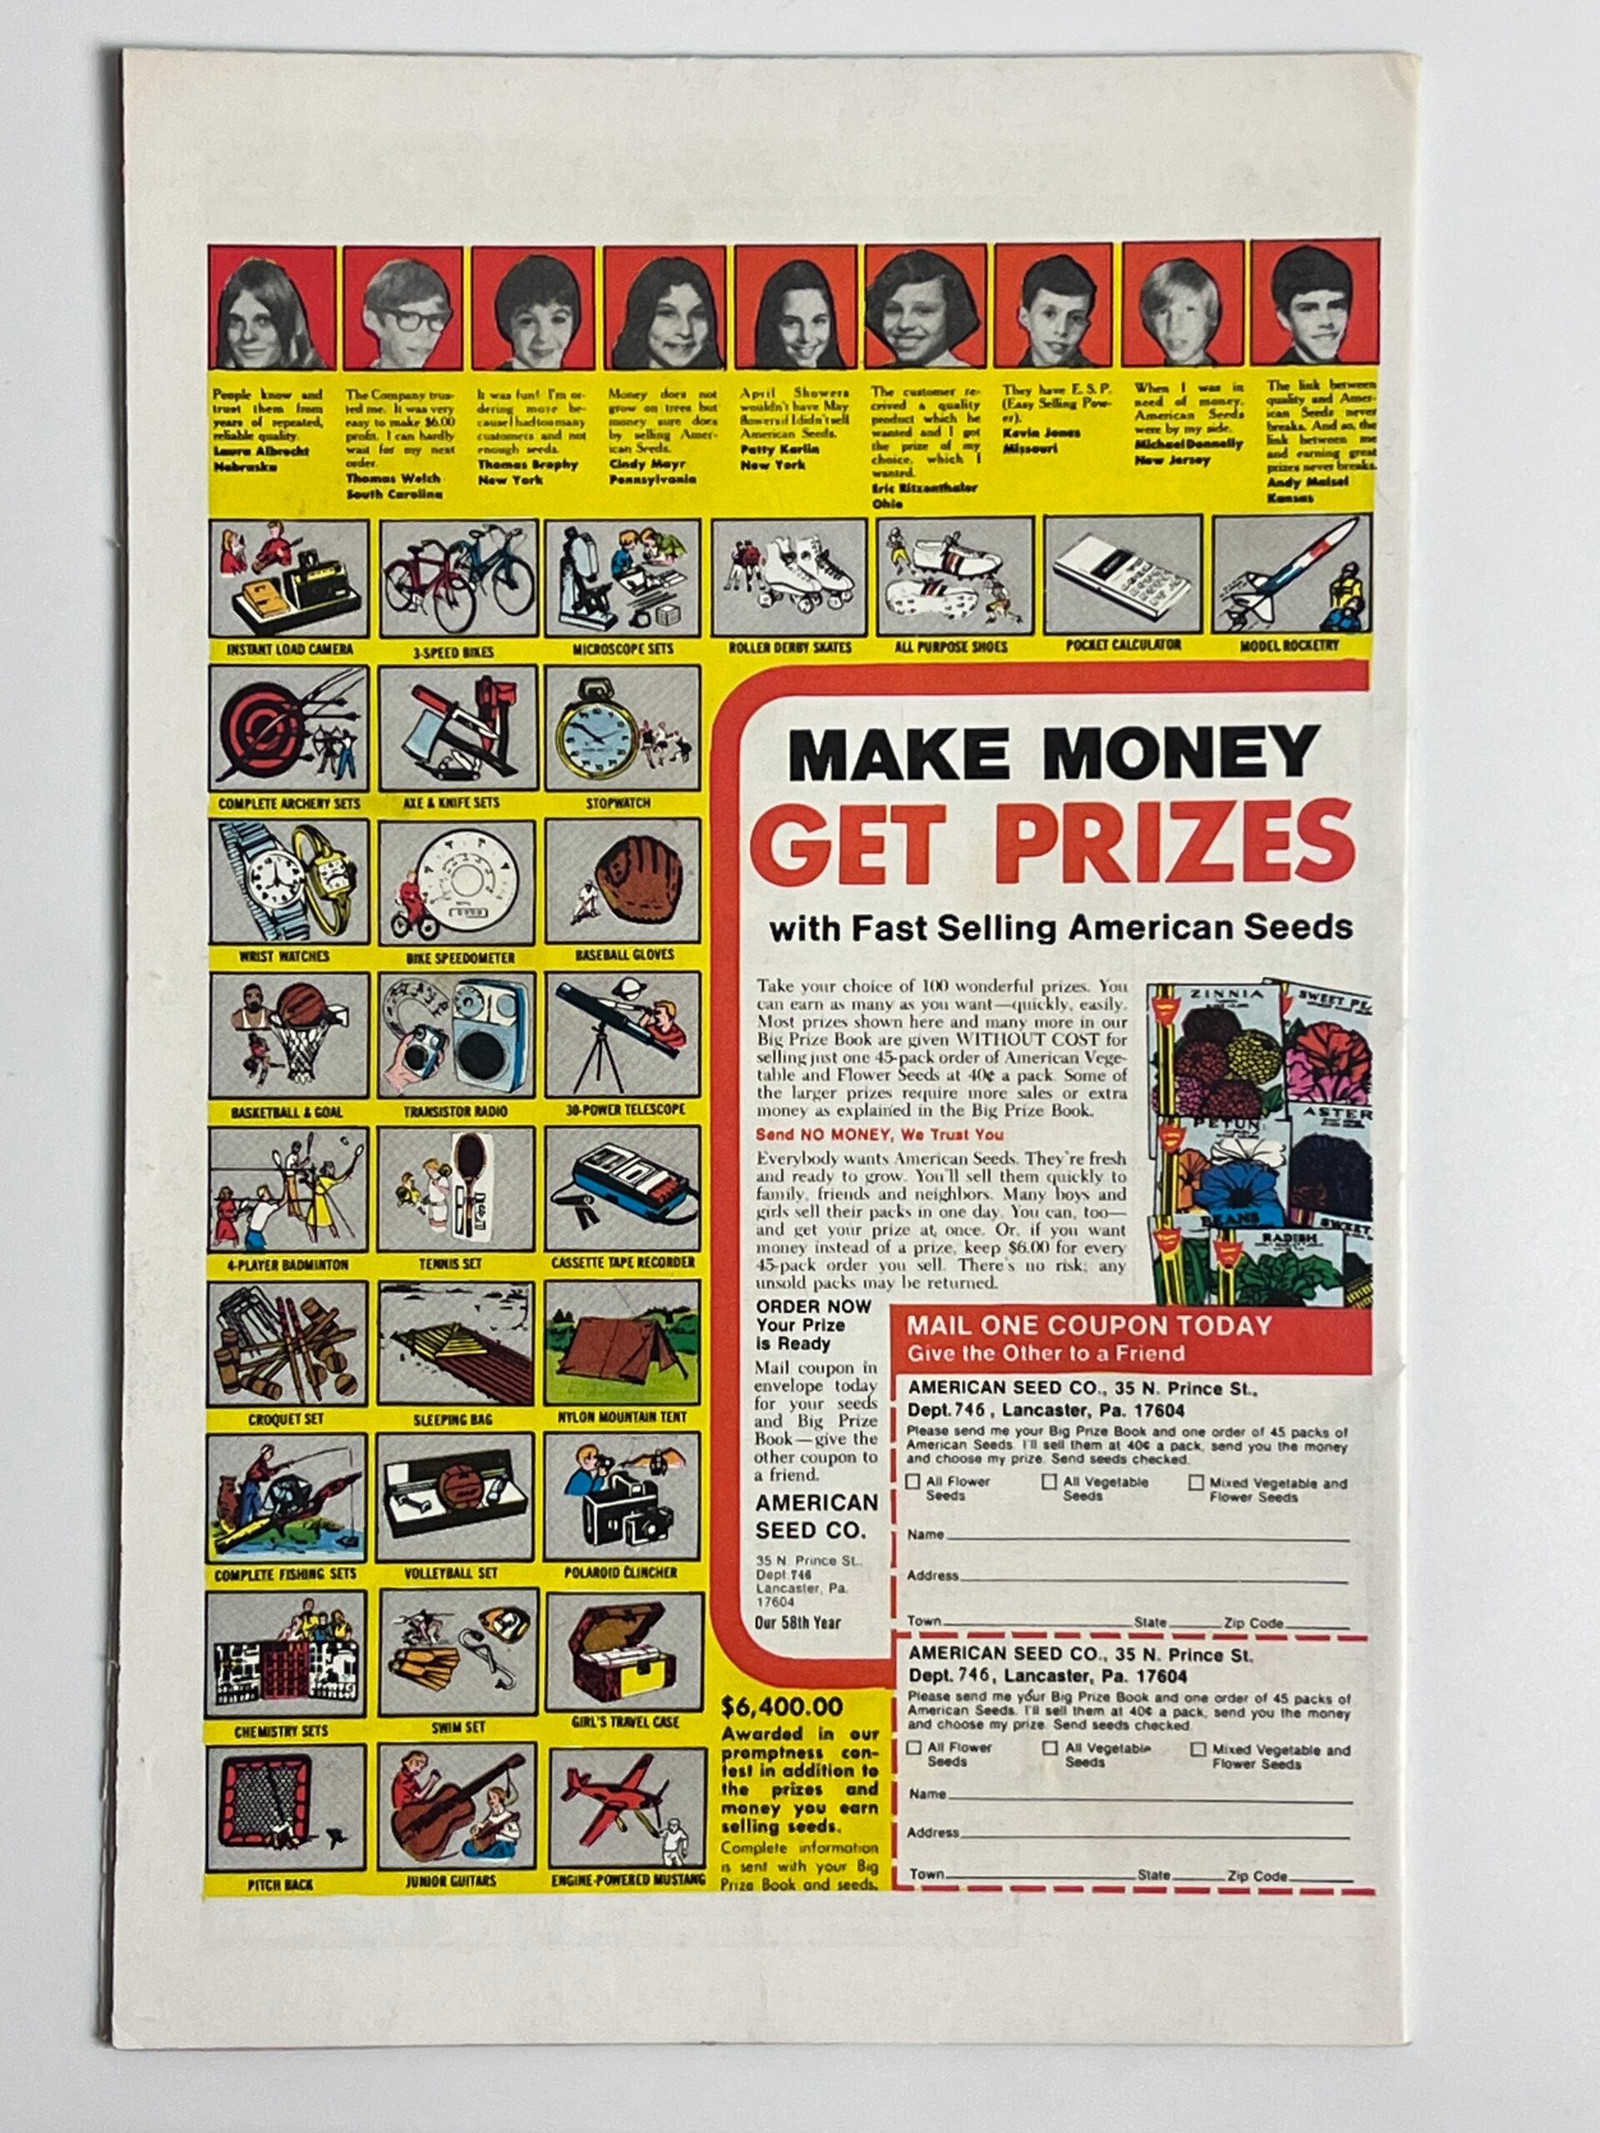 People know and
trust them from
years of repeated,
reliable quality.
Laura Albrecht
Nebraska
The Company trus-
ted me. It was very
easy to make $6.00
profit. I can hardly
wait for my next
order.
Thomas Welch
South Carolina
It was fun! I'm or-
dering more be-
cause I had too many
customers and not
enough seeds.
Thomas Brophy
New York
Money does not
grow on trees but
money sure does
by selling Amer-
ican Seeds.
Cindy Mayr
Pennsylvania
April Showers
wouldn't have May
flowers if I didn't sell
American Seeds.
Patty Karlin
New York
The customer re-
ceived a quality
product which he
wanted and I got
the prize of my
choice, which I
wanted.
Eric Ritzenthaler
Ohio
They have E. S. P.
(Easy Selling Pow-
er).
Kevin Jones
Missouri
When I was in
need of money,
American Seeds
were by my side.
Michael Donnelly
New Jersey
The link between
quality and Amer-
ican Seeds never
breaks. And so, the
link between me
and earning great
prizes never breaks.
Andy Maisel
Kansas
INSTANT LOAD CAMERA
3-SPEED BIKES
MICROSCOPE SETS
ROLLER DERBY SKATES
ALL PURPOSE SHOES
POCKET CALCULATOR
MODEL ROCKETRY
COMPLETE ARCHERY SETS
AXE & KNIFE SETS
STOPWATCH
WRIST WATCHES
BIKE SPEEDOMETER
BASEBALL GLOVES
BASKETBALL & GOAL
TRANSISTOR RADIO
30-POWER TELESCOPE
4-PLAYER BADMINTON
TENNIS SET
CASSETTE TAPE RECORDER
CROQUET SET
SLEEPING BAG
NYLON MOUNTAIN TENT
COMPLETE FISHING SETS
VOLLEYBALL SET
POLAROID CLINCHER
CHEMISTRY SETS
SWIM SET
GIRL'S TRAVEL CASE
PITCH BACK
JUNIOR GUITARS
ENGINE-POWERED MUSTANG
MAKE MONEY
GET PRIZES
with Fast Selling American Seeds
Take your choice of 100 wonderful prizes. You
can earn as many as you want—quickly, easily.
Most prizes shown here and many more in our
Big Prize Book are given WITHOUT COST for
selling just one 45-pack order of American Vege-
table and Flower Seeds at 40¢ a pack. Some of
the larger prizes require more sales or extra
money as explained in the Big Prize Book.
Send NO MONEY, We Trust You
Everybody wants American Seeds. They're fresh
and ready to grow. You'll sell them quickly to
family, friends and neighbors. Many boys and
girls sell their packs in one day. You can, too—
and get your prize at once. Or, if you want
money instead of a prize, keep $6.00 for every
45-pack order you sell. There's no risk; any
unsold packs may be returned.
ZINNIA
SWEET PE
ASTER
PETUN
BEANS
SWEET
RADISH
ORDER NOW
Your Prize
is Ready
Mail coupon in
envelope today
for your seeds
and Big Prize
Book—give the
other coupon to
a friend.
AMERICAN
SEED CO.
35 N. Prince St.
Dept 746
Lancaster, Pa.
17604
Our 58th Year
MAIL ONE COUPON TODAY
Give the Other to a Friend
AMERICAN SEED CO., 35 N. Prince St.,
Dept. 746, Lancaster, Pa. 17604
Please send me your Big Prize Book and one order of 45 packs of
American Seeds. I'll sell them at 40¢ a pack, send you the money
and choose my prize. Send seeds checked.
All Flower
Seeds
All Vegetable
Seeds
Mixed Vegetable and
Flower Seeds
Name
Address
Town State Zip Code
AMERICAN SEED CO., 35 N. Prince St.
Dept. 746, Lancaster, Pa. 17604
Please send me your Big Prize Book and one order of 45 packs of
American Seeds. I'll sell them at 40¢ a pack, send you the money
and choose my prize. Send seeds checked.
All Flower
Seeds
All Vegetable
Seeds
Mixed Vegetable and
Flower Seeds
Name
Address
Town State Zip Code
$6,400.00
Awarded in our
promptness con-
test in addition to
the prizes and
money you earn
selling seeds.
Complete information
is sent with your Big
Prize Book and seeds.